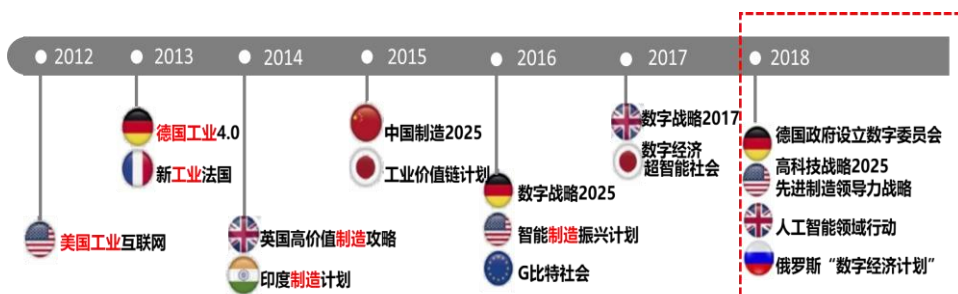 2012
2013
2014
2015
2016
2017
2018
美国工业互联网
德国工业4.0
新工业法国
英国高价值制造攻略
印度制造计划
中国制造2025
工业价值链计划
数字战略2025
智能制造振兴计划
G比特社会
数字战略2017
数字经济
超智能社会
德国政府设立数字委员会
高科技战略2025
先进制造领导力战略
人工智能领域行动
俄罗斯“数字经济计划”